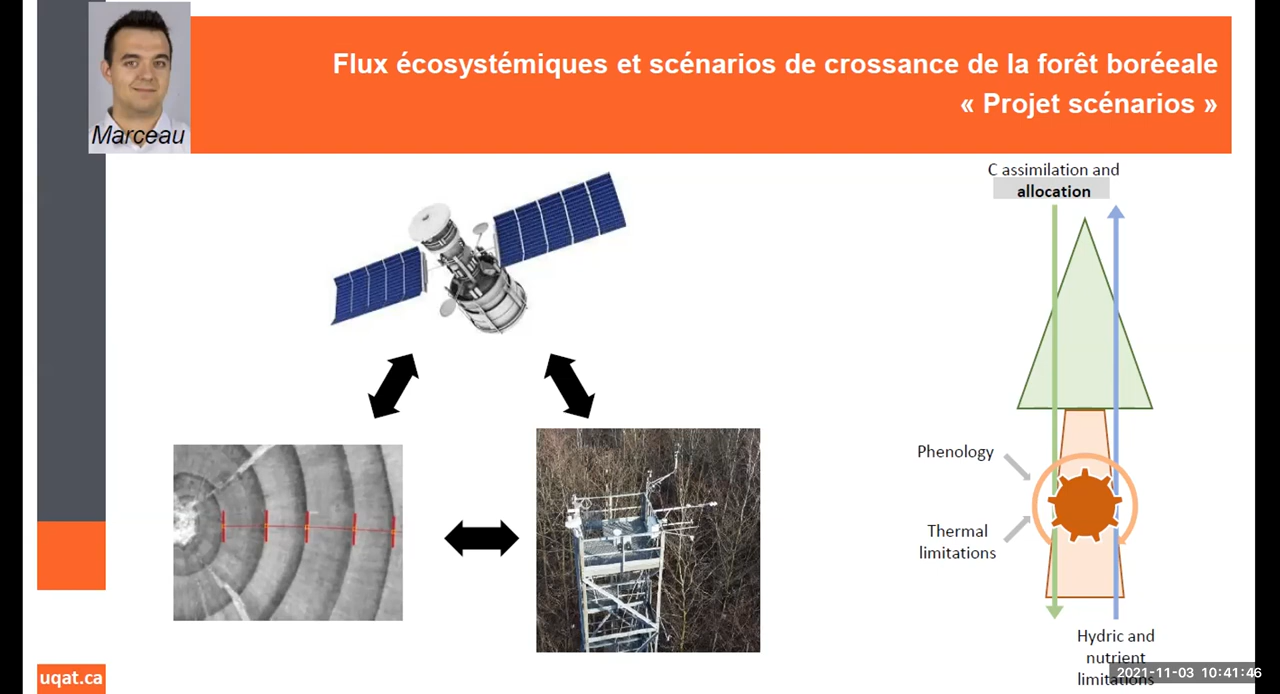 Flux écosystémiques et scénarios de crossance de la forêt boréeale
« Projet scénarios »
Marceau
C assimilation and
allocation
Phenology
Thermal
limitations
Hydric and
nutrient
limitations
2021-11-03 10:41:46
uqat.ca